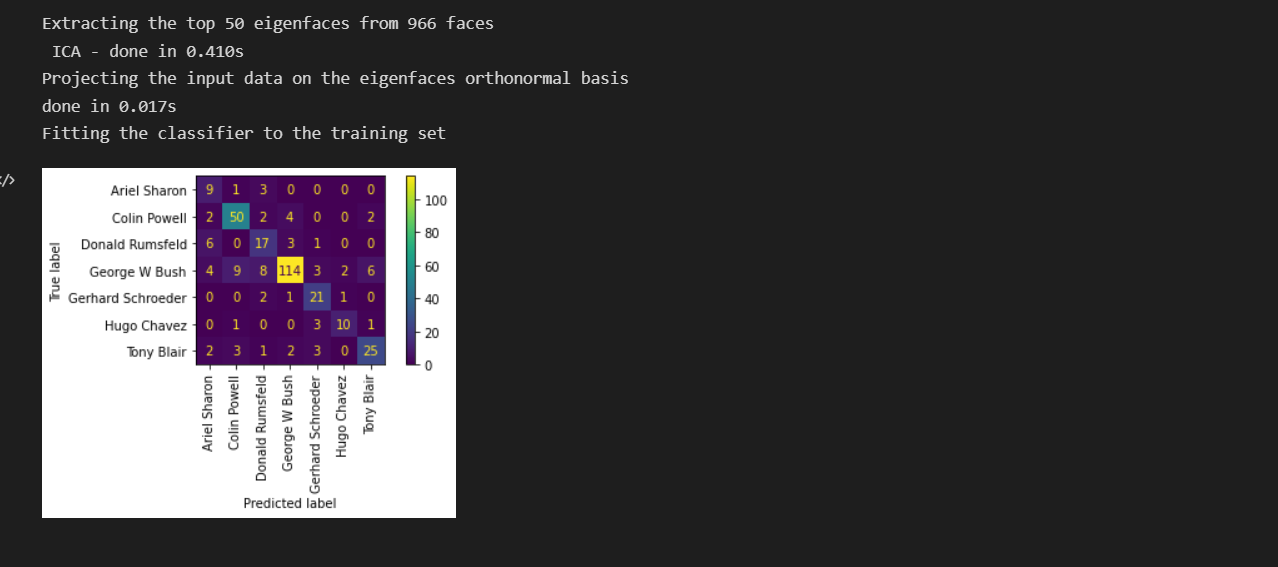 Extracting the top 50 eigenfaces from 966 faces
ICA - done in 0.410s
Projecting the input data on the eigenfaces orthonormal basis
done in 0.017s
Fitting the classifier to the training set
</>
Ariel Sharon 9 1 3 0 0 0 0
Colin Powell 2 50 2 4 0 0 2
Donald Rumsfeld 6 0 17 3 1 0 0
George W Bush 4 9 8 114 3 2 6
Gerhard Schroeder 0 0 2 1 21 1 0
Hugo Chavez 0 1 0 0 3 10 1
Tony Blair 2 3 1 2 3 0 25
True label
100
80
60
40
20
0
Ariel Sharon
Colin Powell
Donald Rumsfeld
George W Bush
Gerhard Schroeder
Hugo Chavez
Tony Blair
Predicted label